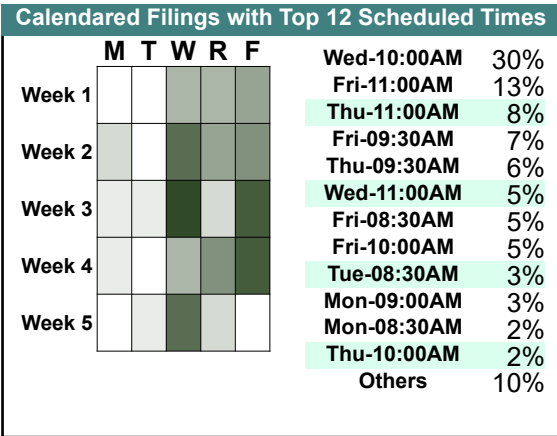 Calendared Filings with Top 12 Scheduled Times
M T W R F
Week 1
Week 2
Week 3
Week 4
Week 5
Wed-10:00AM 30%
Fri-11:00AM 13%
Thu-11:00AM 8%
Fri-09:30AM 7%
Thu-09:30AM 6%
Wed-11:00AM 5%
Fri-08:30AM 5%
Fri-10:00AM 5%
Tue-08:30AM 3%
Mon-09:00AM 3%
Mon-08:30AM 2%
Thu-10:00AM 2%
Others 10%